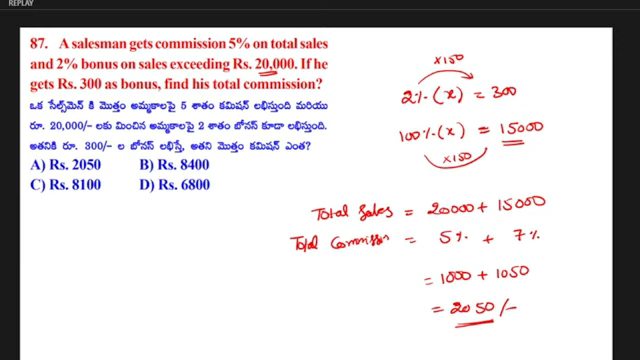 REPLAY
87. A salesman gets commission 5% on total sales
and 2% bonus on sales exceeding Rs. 20,000. If he
gets Rs. 300 as bonus, find his total commission?
ఒక సేల్స్‌మెన్ కి మొత్తం అమ్మకాలపై 5 శాతం కమిషన్ లభిస్తుంది మరియు
రూ. 20,000/- లకు మించిన అమ్మకాలపై 2 శాతం బోనస్ కూడా లభిస్తుంది.
అతనికి రూ. 300/- ల బోనస్ లభిస్తే, అతని మొత్తం కమిషన్ ఎంత?
A) Rs. 2050 B) Rs. 8400
C) Rs. 8100 D) Rs. 6800
×150
2%(x) = 300
100%(x) = 15000
×150
Total Sales = 20000 + 15000
Total Commission = 5% + 7%
= 1000 + 1050
= 2050/-